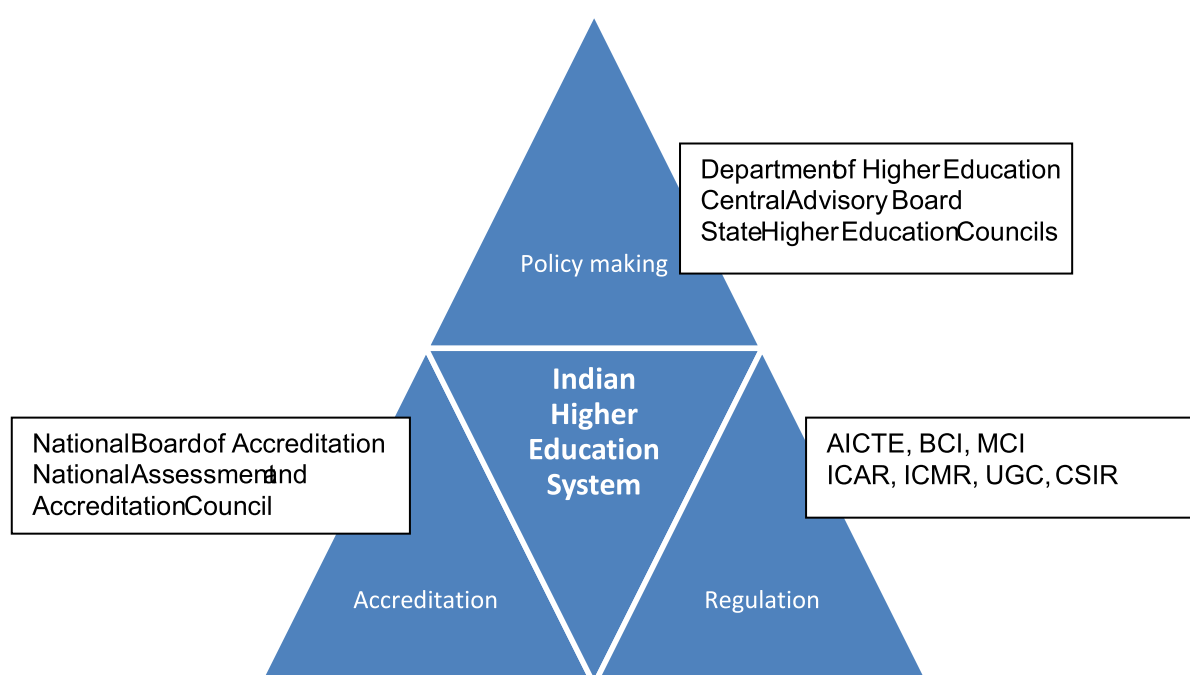 Department of Higher Education
Central Advisory Board
State Higher Education Councils
Policy making
Indian
Higher
Education
System
National Board of Accreditation
National Assessment and
Accreditation Council
AICTE, BCI, MCI
ICAR, ICMR, UGC, CSIR
Accreditation
Regulation